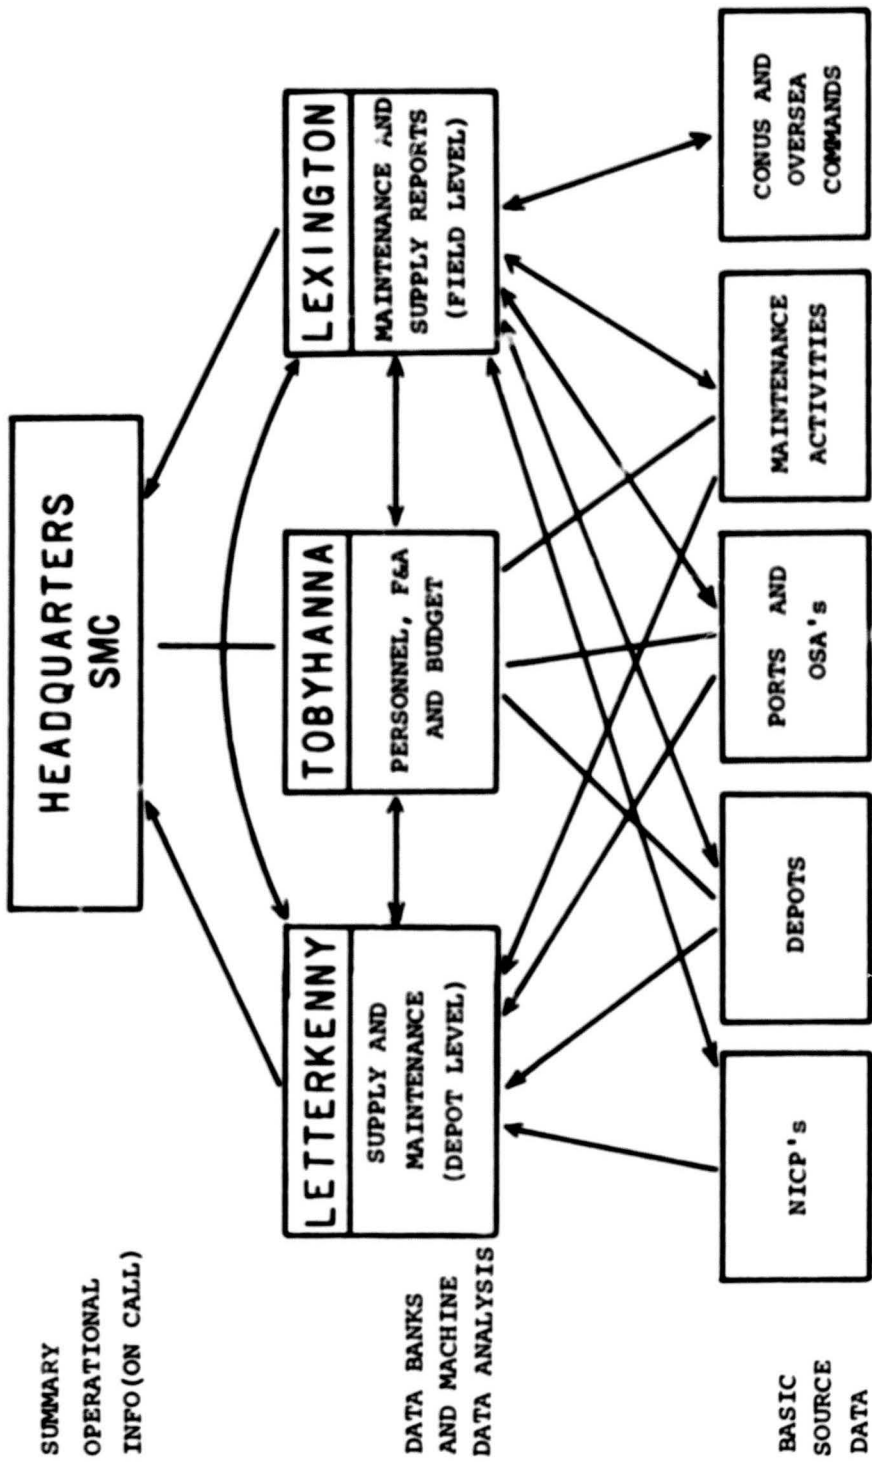 SUMMARY
OPERATIONAL
INFO(ON CALL)
HEADQUARTERS
SMC
DATA BANKS
AND MACHINE
DATA ANALYSIS
LETTERKENNY
SUPPLY AND
MAINTENANCE
(DEPOT LEVEL)
TOBYHANNA
PERSONNEL, F&A
AND BUDGET
LEXINGTON
MAINTENANCE AND
SUPPLY REPORTS
(FIELD LEVEL)
BASIC
SOURCE
DATA
NICP's
DEPOTS
PORTS AND
OSA's
MAINTENANCE
ACTIVITIES
CONUS AND
OVERSEA
COMMANDS